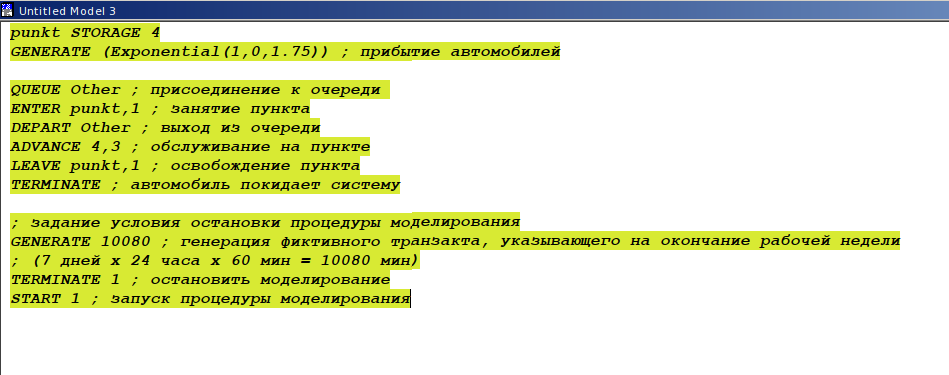 Untitled Model 3
punkt STORAGE 4
GENERATE (Exponential(1,0,1.75)) ; прибытие автомобилей
QUEUE Other ; присоединение к очереди
ENTER punkt,1 ; занятие пункта
DEPART Other ; выход из очереди
ADVANCE 4,3 ; обслуживание на пункте
LEAVE punkt,1 ; освобождение пункта
TERMINATE ; автомобиль покидает систему
; задание условия остановки процедуры моделирования
GENERATE 10080 ; генерация фиктивного транзакта, указывающего на окончание рабочей недели
; (7 дней x 24 часа x 60 мин = 10080 мин)
TERMINATE 1 ; остановить моделирование
START 1 ; запуск процедуры моделирования